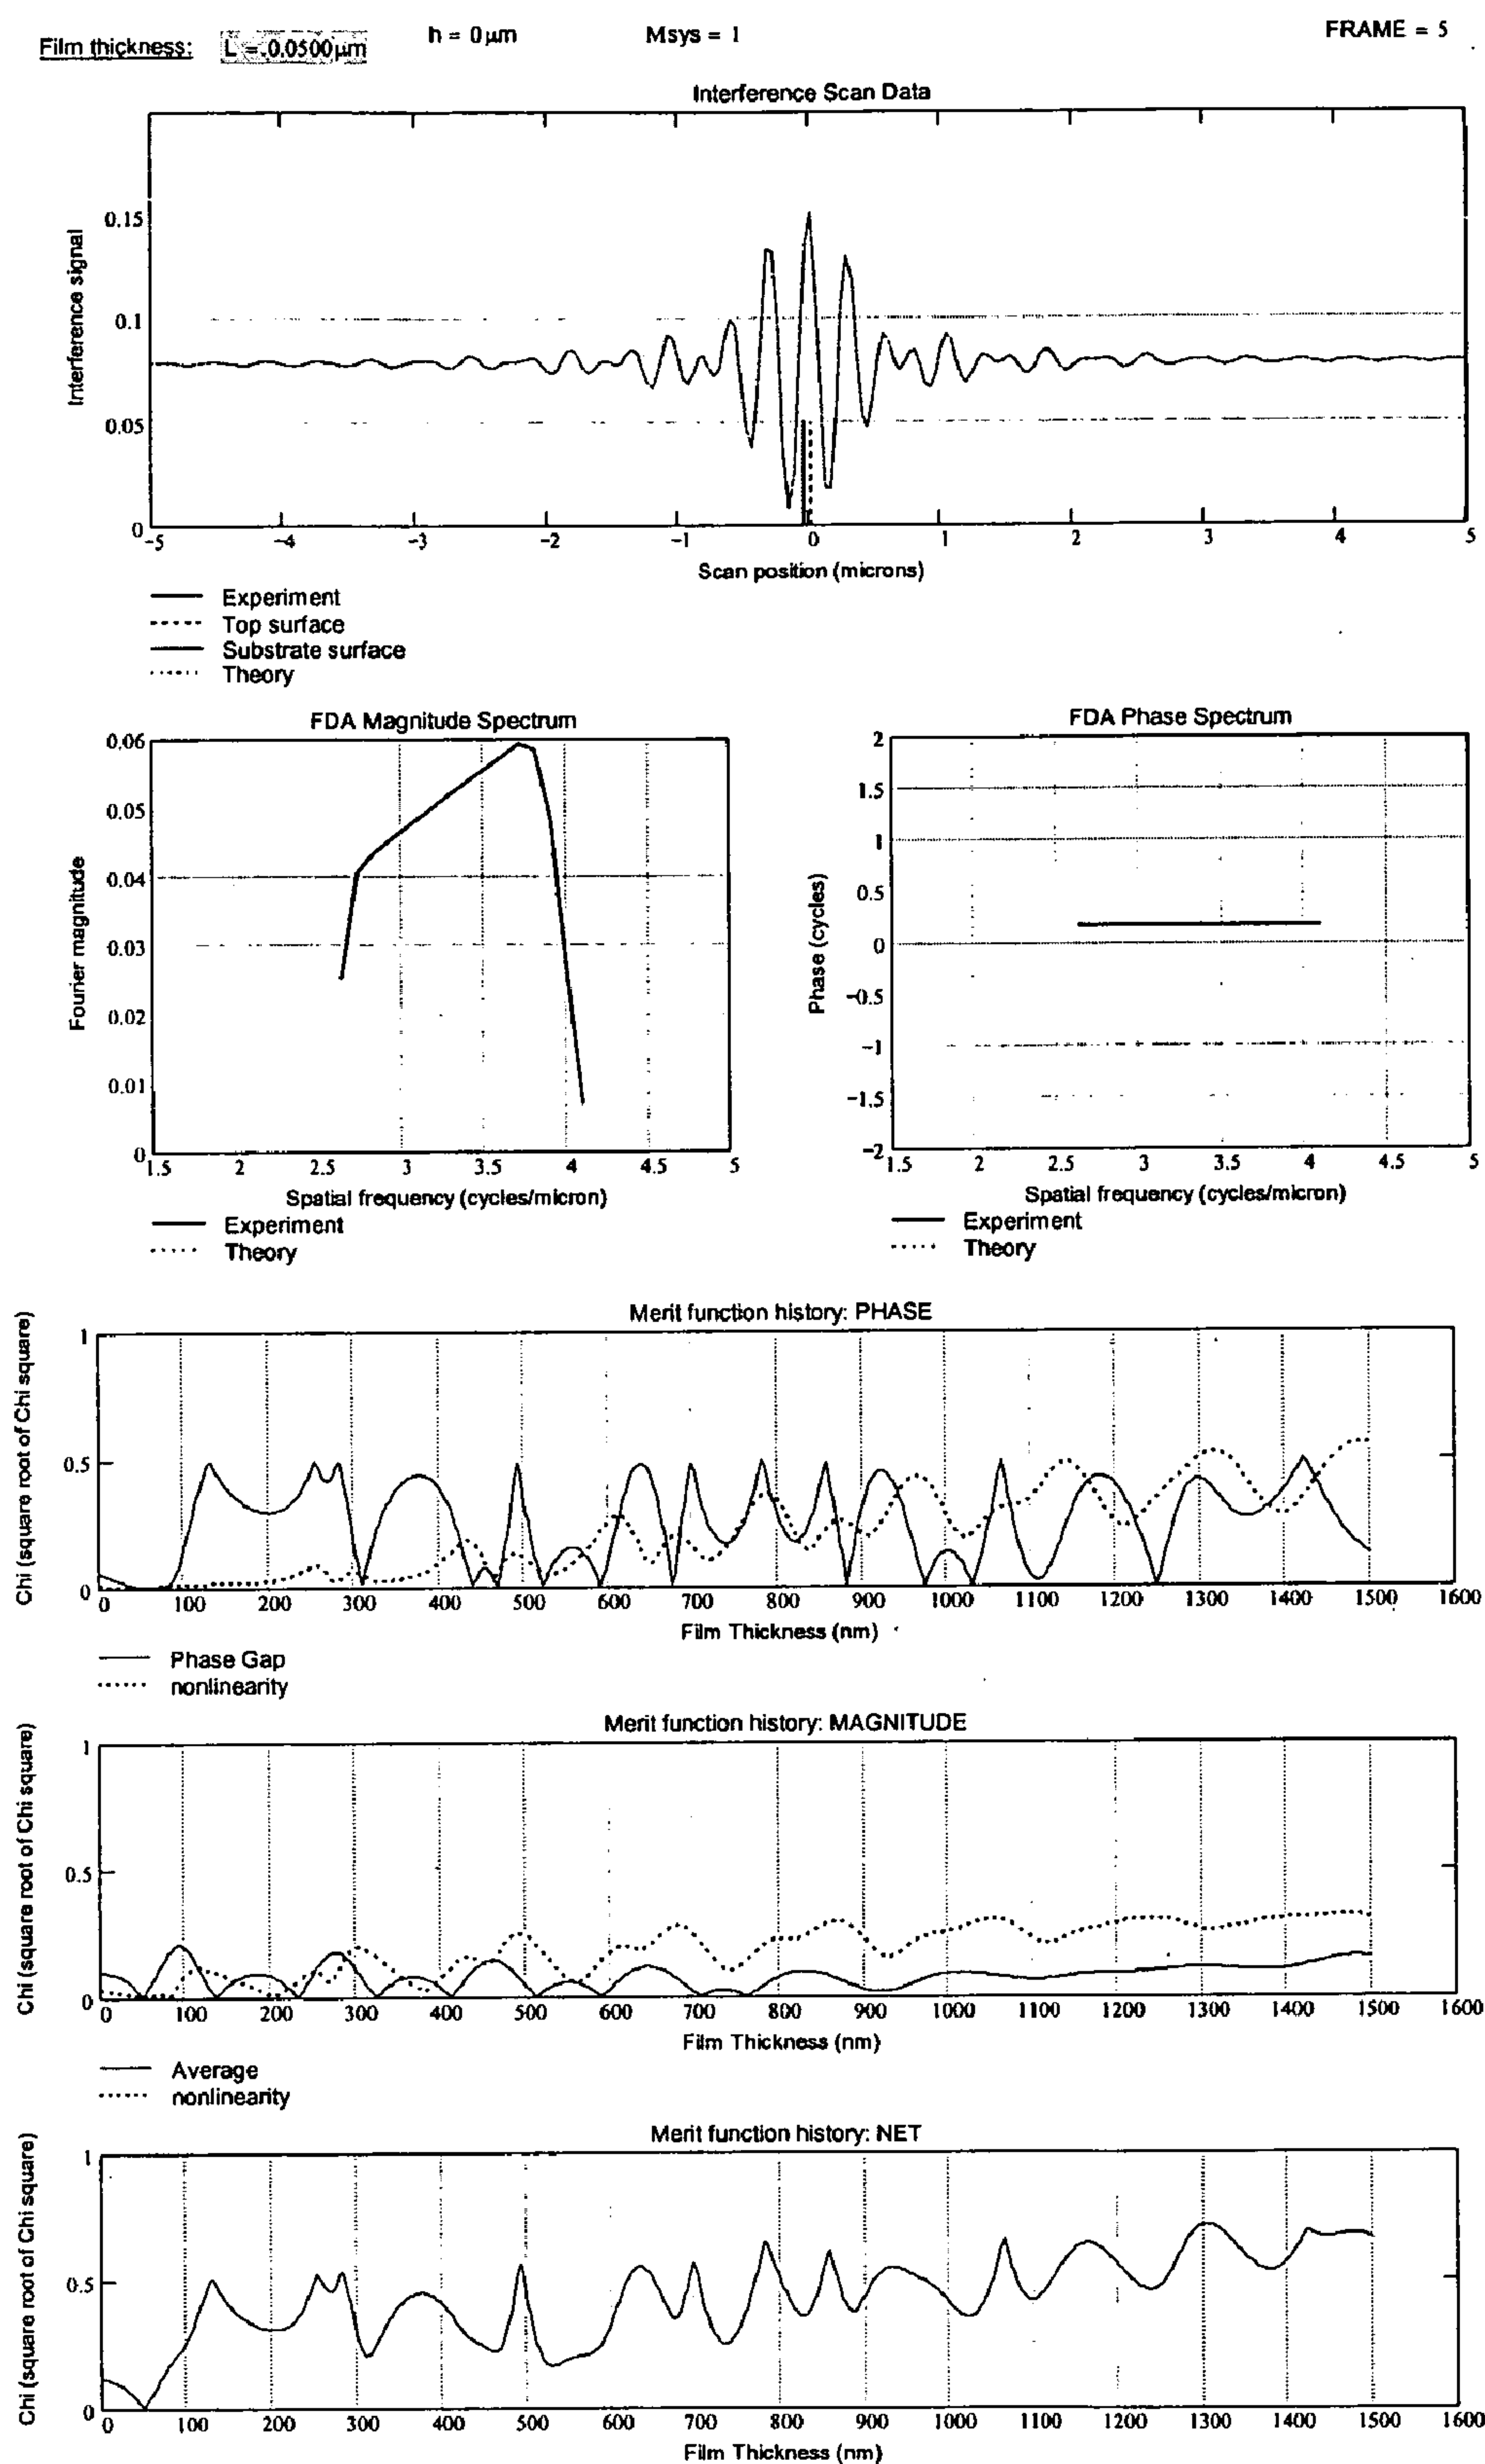 Film thickness: L = .0.0500µm h = 0µm Msys = 1 FRAME = 5
Interference Scan Data
Interference signal
0.15
0.1
0.05
0
−5 −4 −3 −2 −1 0 1 2 3 4 5
Scan position (microns)
Experiment
Top surface
Substrate surface
Theory
FDA Magnitude Spectrum
Fourier magnitude
0.06
0.05
0.04
0.03
0.02
0.01
0
1.5 2 2.5 3 3.5 4 4.5 5
Spatial frequency (cycles/micron)
Experiment
Theory
FDA Phase Spectrum
Phase (cycles)
2
1.5
1
0.5
0
−0.5
−1
−1.5
−2
1.5 2 2.5 3 3.5 4 4.5 5
Spatial frequency (cycles/micron)
Experiment
Theory
Merit function history: PHASE
Chi (square root of Chi square)
1
0.5
0
0 100 200 300 400 500 600 700 800 900 1000 1100 1200 1300 1400 1500 1600
Film Thickness (nm)
Phase Gap
nonlinearity
Merit function history: MAGNITUDE
Chi (square root of Chi square)
1
0.5
0
0 100 200 300 400 500 600 700 800 900 1000 1100 1200 1300 1400 1500 1600
Film Thickness (nm)
Average
nonlinearity
Merit function history: NET
Chi (square root of Chi square)
1
0.5
0
0 100 200 300 400 500 600 700 800 900 1000 1100 1200 1300 1400 1500 1600
Film Thickness (nm)